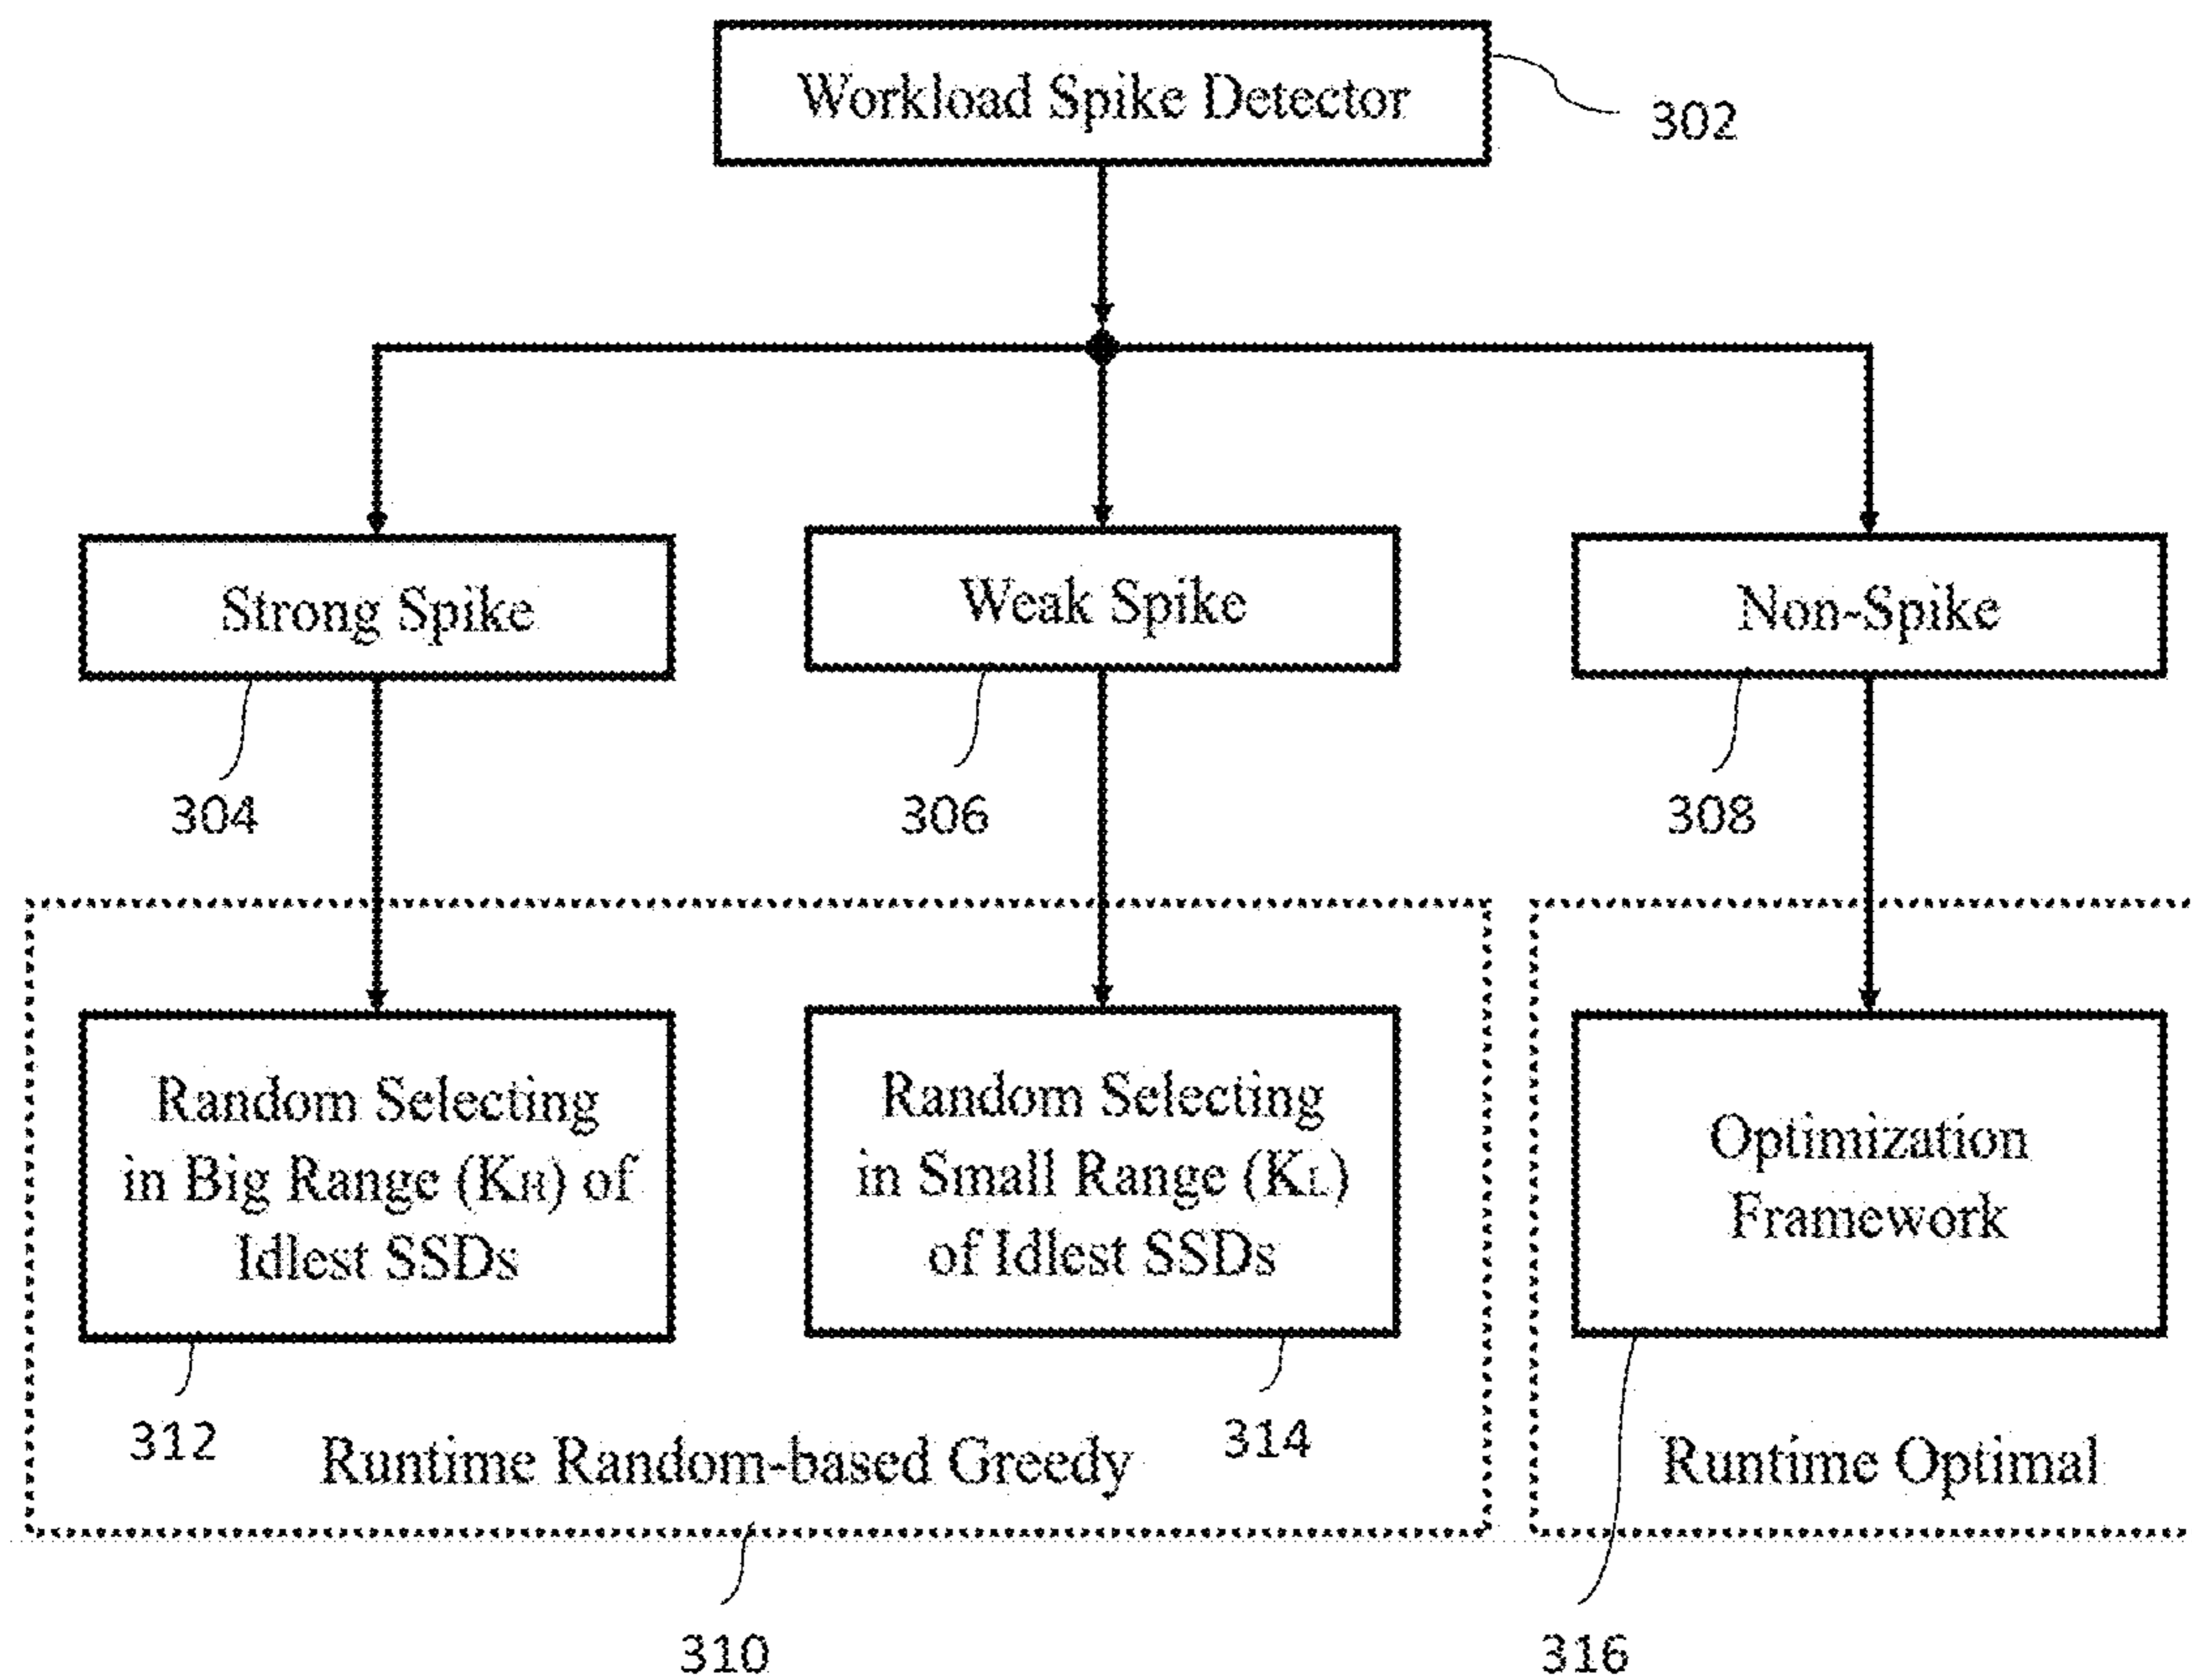 Workload Spike Detector
302
Strong Spike
Weak Spike
Non-Spike
304
306
308
Random Selecting
in Big Range (KH) of
Idlest SSDs
Random Selecting
in Small Range (KL)
of Idlest SSDs
Optimization
Framework
312
314
Runtime Random-based Greedy
Runtime Optimal
310
316